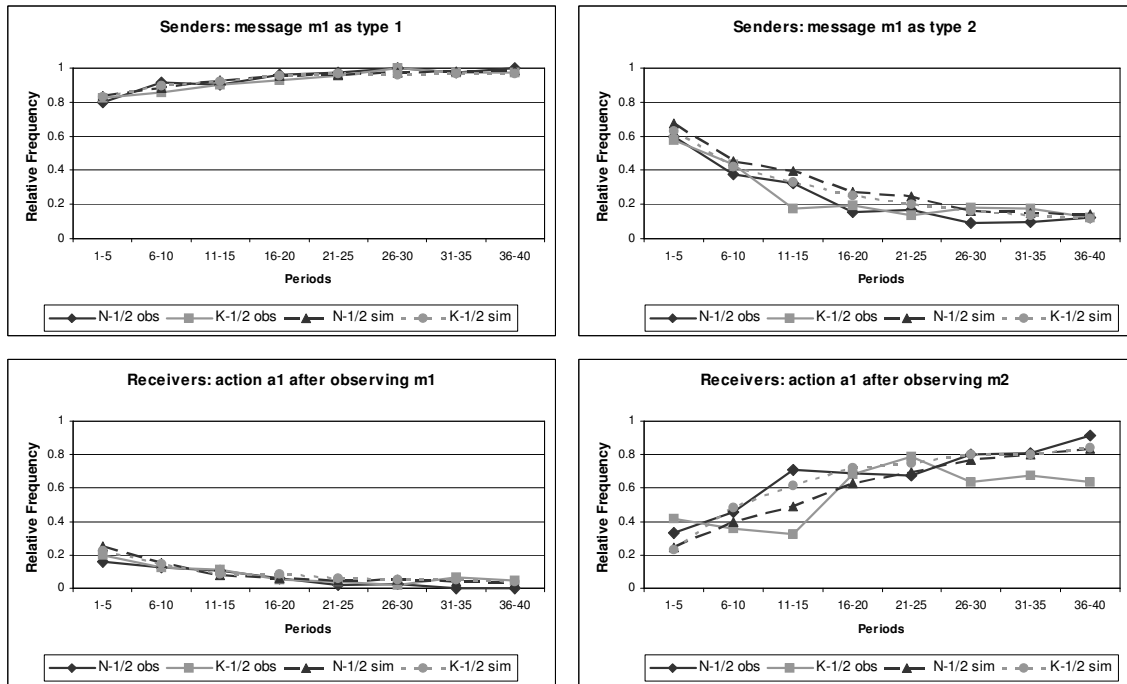 Senders: message m1 as type 1
Relative Frequency
1
0.8
0.6
0.4
0.2
0
1-5 6-10 11-15 16-20 21-25 26-30 31-35 36-40
Periods
N-1/2 obs K-1/2 obs N-1/2 sim K-1/2 sim
Senders: message m1 as type 2
Relative Frequency
1
0.8
0.6
0.4
0.2
0
1-5 6-10 11-15 16-20 21-25 26-30 31-35 36-40
Periods
N-1/2 obs K-1/2 obs N-1/2 sim K-1/2 sim
Receivers: action a1 after observing m1
Relative Frequency
1
0.8
0.6
0.4
0.2
0
1-5 6-10 11-15 16-20 21-25 26-30 31-35 36-40
Periods
N-1/2 obs K-1/2 obs N-1/2 sim K-1/2 sim
Receivers: action a1 after observing m2
Relative Frequency
1
0.8
0.6
0.4
0.2
0
1-5 6-10 11-15 16-20 21-25 26-30 31-35 36-40
Periods
N-1/2 obs K-1/2 obs N-1/2 sim K-1/2 sim